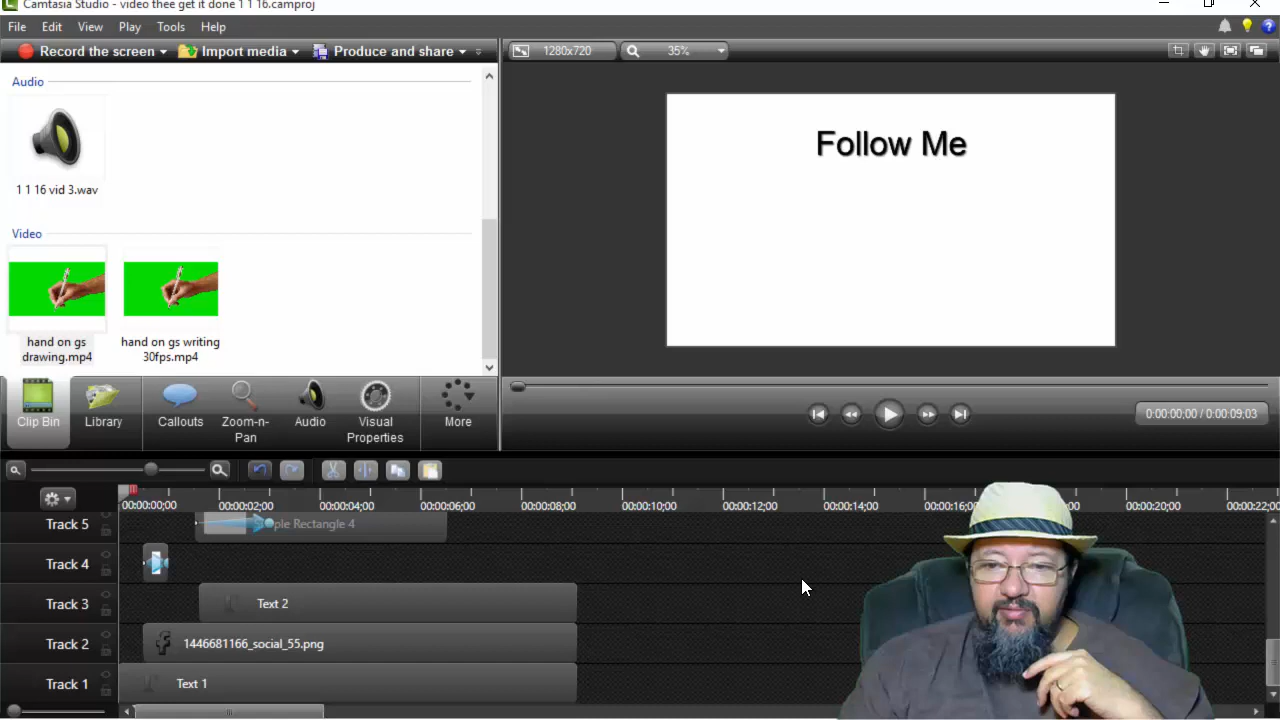 Camtasia Studio - video thee get it done 1 1 16.camproj
File Edit View Play Tools Help
Record the screen Import media Produce and share
1280x720 35%
Audio
1 1 16 vid 3.wav
Video
hand on gs drawing.mp4
hand on gs writing 30fps.mp4
Follow Me
Clip Bin Library Callouts Zoom-n-Pan Audio Visual Properties More
0:00:00;00 / 0:00:09;03
00:00:00;00 00:00:02;00 00:00:04;00 00:00:06;00 00:00:10;00 00:00:12;00 00:00:14;00 00:00:16;00 00:00:20;00 00:00:22;00
Track 5 ple Rectangle 4
Track 4
Track 3 Text 2
Track 2 1446681166_social_55.png
Track 1 Text 1